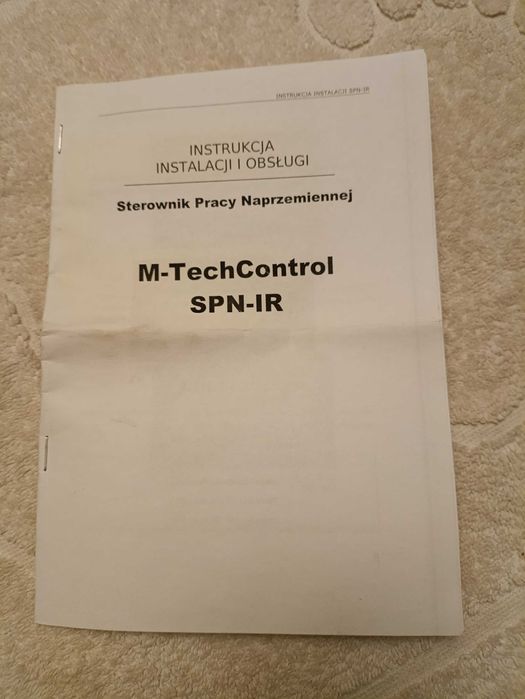 INSTRUKCJA INSTALACJI SPN-IR
INSTRUKCJA
INSTALACJI I OBSŁUGI
Sterownik Pracy Naprzemiennej
M-TechControl
SPN-IR